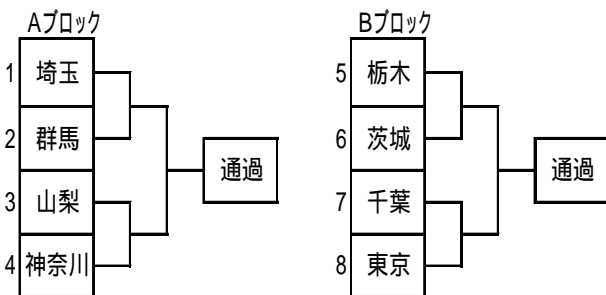 Aブロック
1 埼玉
2 群馬
3 山梨
4 神奈川
通過
Bブロック
5 栃木
6 茨城
7 千葉
8 東京
通過